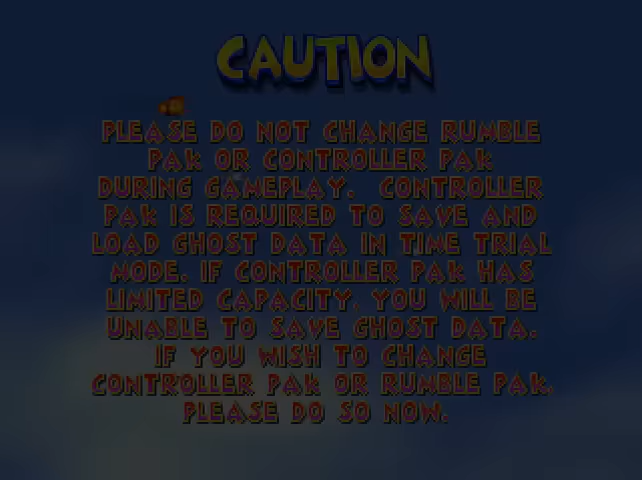 CAUTION
PLEASE DO NOT CHANGE RUMBLE
PAK OR CONTROLLER PAK
DURING GAMEPLAY. CONTROLLER
PAK IS REQUIRED TO SAVE AND
LOAD GHOST DATA IN TIME TRIAL
MODE. IF CONTROLLER PAK HAS
LIMITED CAPACITY, YOU WILL BE
UNABLE TO SAVE GHOST DATA.
IF YOU WISH TO CHANGE
CONTROLLER PAK OR RUMBLE PAK,
PLEASE DO SO NOW.